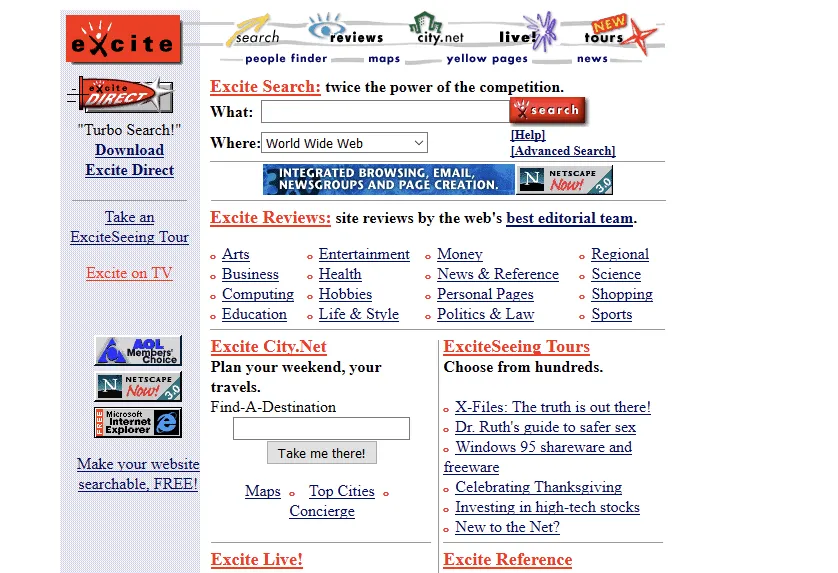 excite
search reviews city.net live! NEW tours
people finder maps yellow pages news
excite DIRECT
"Turbo Search!"
Download
Excite Direct
Take an
ExciteSeeing Tour
Excite on TV
AOL
Members'
Choice
NETSCAPE
Now! 3.0
FREE Microsoft
Internet
Explorer
Make your website
searchable, FREE!
Excite Search: twice the power of the competition.
What: search
Where: World Wide Web
[Help]
[Advanced Search]
INTEGRATED BROWSING, EMAIL,
NEWSGROUPS AND PAGE CREATION.
NETSCAPE
Now! 3.0
Excite Reviews: site reviews by the web's best editorial team.
Arts Entertainment Money Regional
Business Health News & Reference Science
Computing Hobbies Personal Pages Shopping
Education Life & Style Politics & Law Sports
Excite City.Net
Plan your weekend, your
travels.
Find-A-Destination
Take me there!
Maps Top Cities
Concierge
ExciteSeeing Tours
Choose from hundreds.
X-Files: The truth is out there!
Dr. Ruth's guide to safer sex
Windows 95 shareware and
freeware
Celebrating Thanksgiving
Investing in high-tech stocks
New to the Net?
Excite Live!
Excite Reference